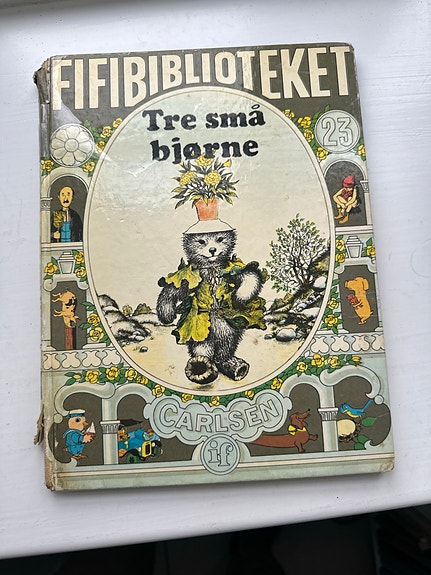 FIFIBIBLIOTEKET
Tre små
bjørne
23
CARLSEN
if